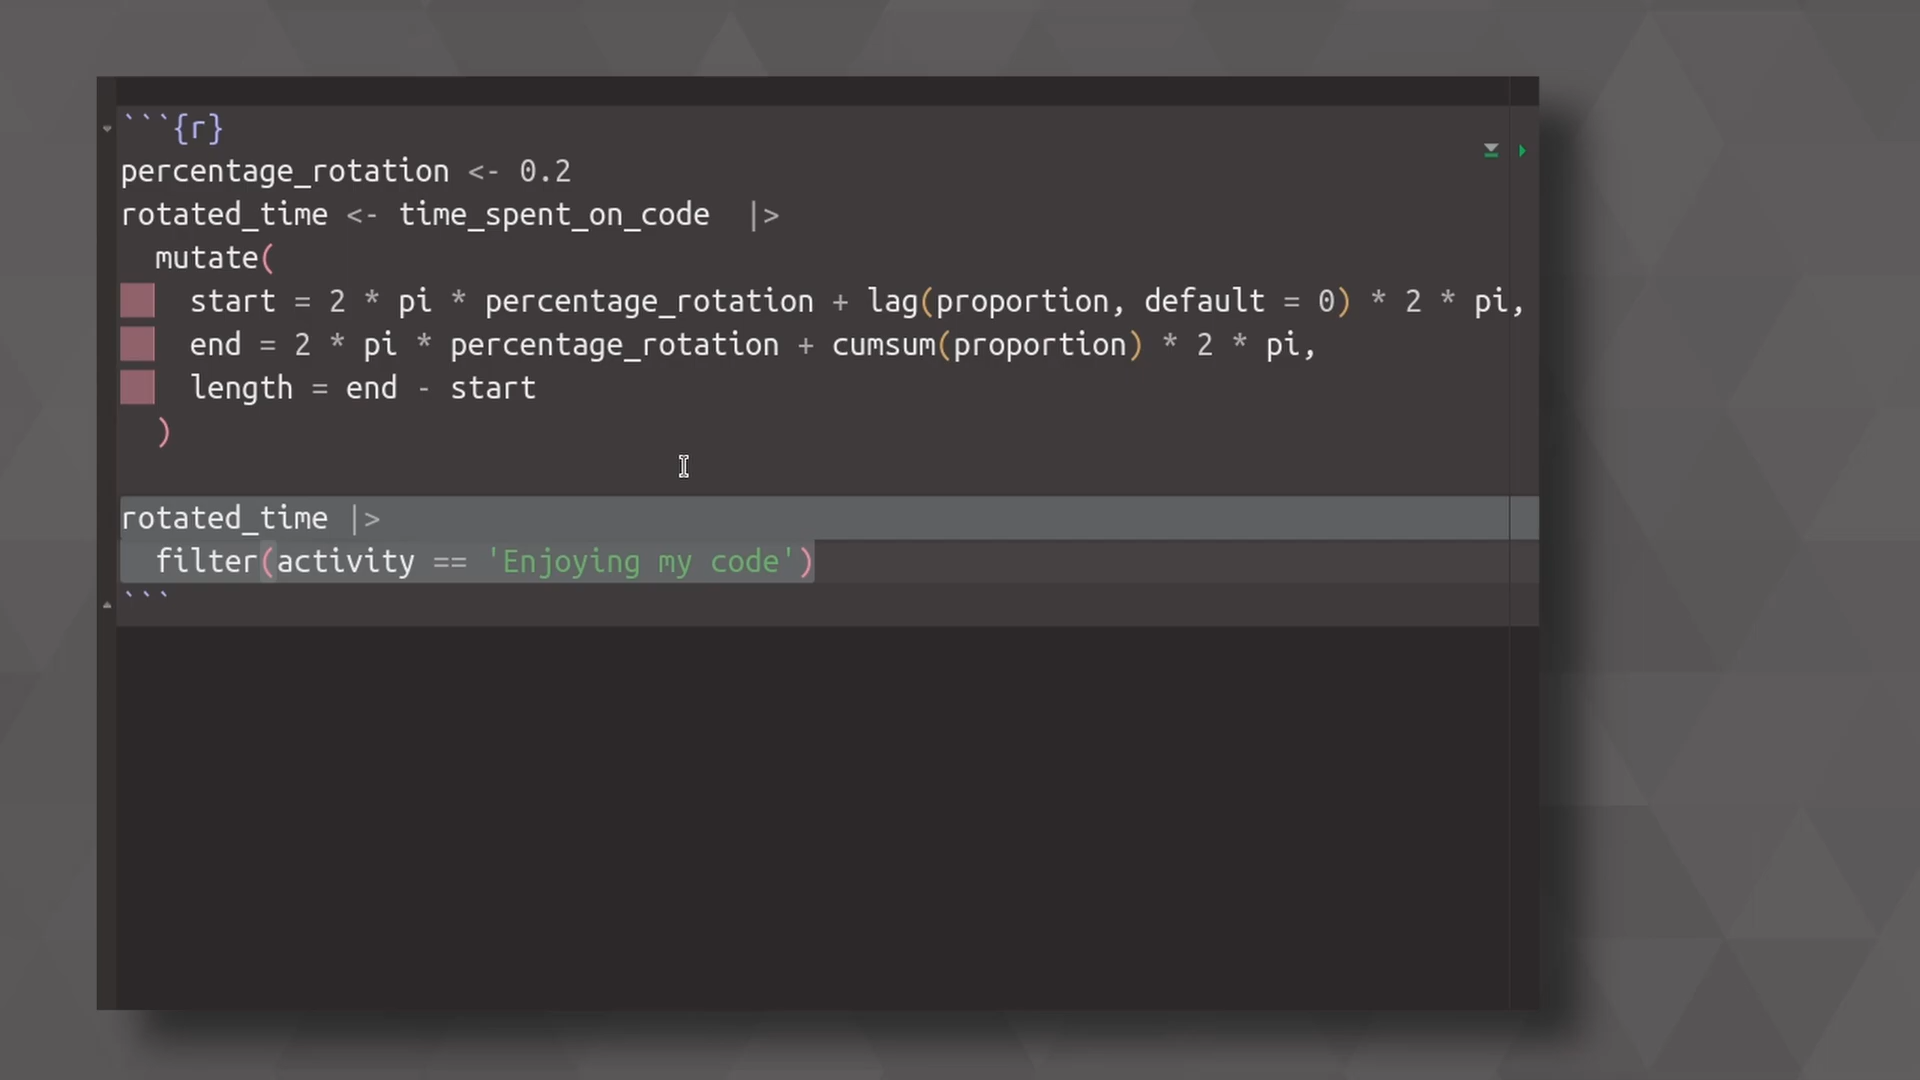 ```{r}
percentage_rotation <- 0.2
rotated_time <- time_spent_on_code  |>
  mutate(
    start = 2 * pi * percentage_rotation + lag(proportion, default = 0) * 2 * pi,
    end = 2 * pi * percentage_rotation + cumsum(proportion) * 2 * pi,
    length = end - start
  )

rotated_time |>
  filter(activity == 'Enjoying my code')
```